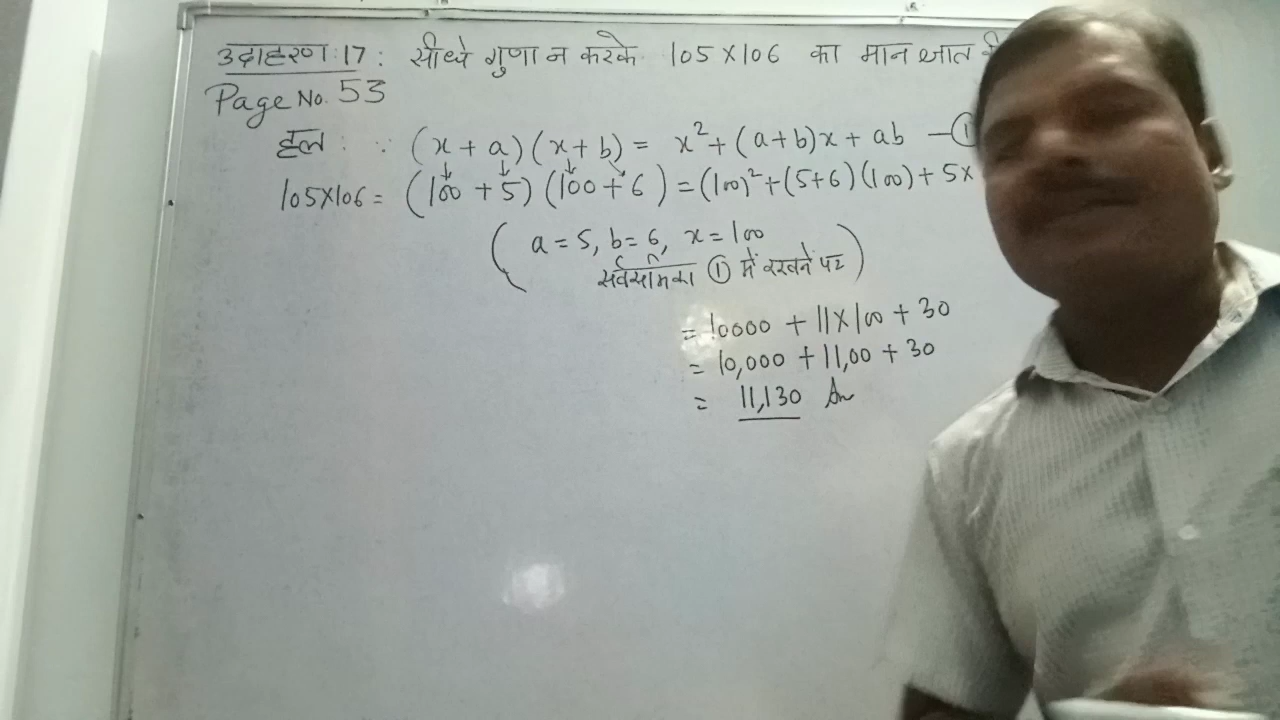 उदाहरण:17: सीधे गुणा न करके 105×106 का मान ज्ञात
Page No. 53
हल : ∵ (x + a)(x + b) = x² + (a+b)x + ab —①
105×106 = (100 + 5)(100 + 6) = (100)² + (5+6)(100) + 5×
(a = 5, b = 6, x = 100
सर्वसमिका ① में रखने पर)
= 10000 + 11×100 + 30
= 10,000 + 11,00 + 30
= 11,130 Ans